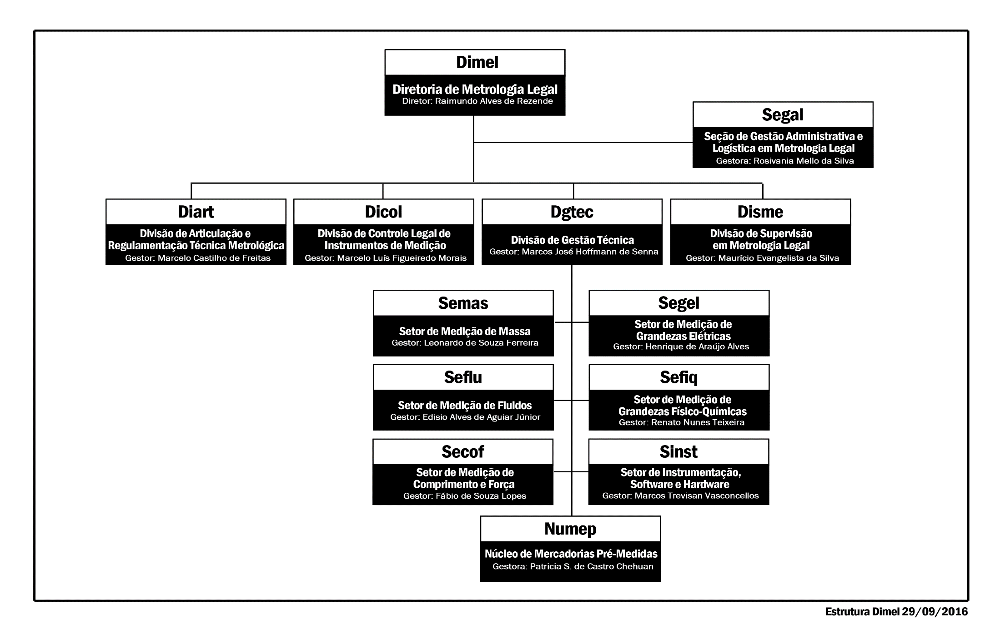 Dimel
Diretoria de Metrologia Legal
Diretor: Raimundo Alves de Rezende
Segal
Seção de Gestão Administrativa e
Logística em Metrologia Legal
Gestora: Rosivania Mello da Silva
Diart
Divisão de Articulação e
Regulamentação Técnica Metrológica
Gestor: Marcelo Castilho de Freitas
Dicol
Divisão de Controle Legal de
Instrumentos de Medição
Gestor: Marcelo Luís Figueiredo Morais
Dgtec
Divisão de Gestão Técnica
Gestor: Marcos José Hoffmann de Senna
Disme
Divisão de Supervisão
em Metrologia Legal
Gestor: Maurício Evangelista da Silva
Semas
Setor de Medição de Massa
Gestor: Leonardo de Souza Ferreira
Segel
Setor de Medição de
Grandezas Elétricas
Gestor: Henrique de Araújo Alves
Seflu
Setor de Medição de Fluidos
Gestor: Edisio Alves de Aguiar Júnior
Sefiq
Setor de Medição de
Grandezas Físico-Químicas
Gestor: Renato Nunes Teixeira
Secof
Setor de Medição de
Comprimento e Força
Gestor: Fábio de Souza Lopes
Sinst
Setor de Instrumentação,
Software e Hardware
Gestor: Marcos Trevisan Vasconcellos
Numep
Núcleo de Mercadorias Pré-Medidas
Gestora: Patricia S. de Castro Chehuan
Estrutura Dimel 29/09/2016